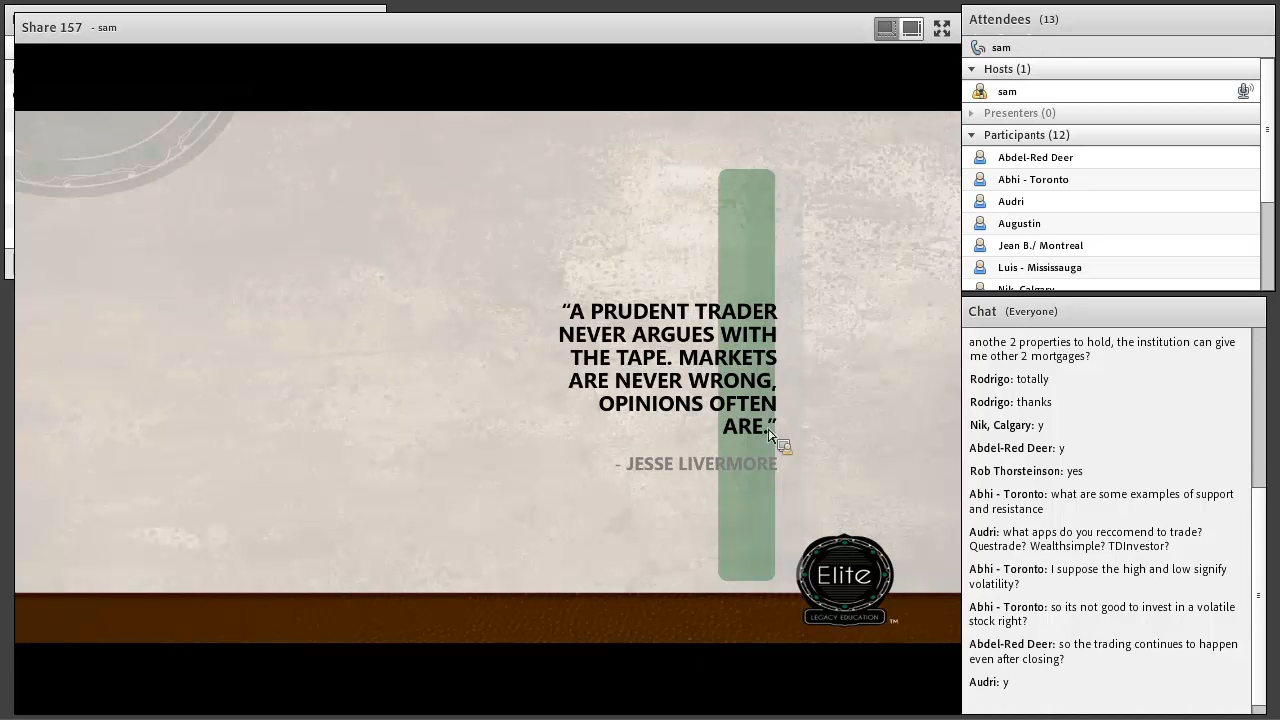 Share 157 - sam
“A PRUDENT TRADER
NEVER ARGUES WITH
THE TAPE. MARKETS
ARE NEVER WRONG,
OPINIONS OFTEN
ARE.”
- JESSE LIVERMORE
Elite
LEGACY EDUCATION
TM
Attendees (13)
sam
Hosts (1)
sam
Presenters (0)
Participants (12)
Abdel-Red Deer
Abhi - Toronto
Audri
Augustin
Jean B./ Montreal
Luis - Mississauga
Nik, Calgary
Chat (Everyone)
anothe 2 properties to hold, the institution can give
me other 2 mortgages?
Rodrigo: totally
Rodrigo: thanks
Nik, Calgary: y
Abdel-Red Deer: y
Rob Thorsteinson: yes
Abhi - Toronto: what are some examples of support
and resistance
Audri: what apps do you reccomend to trade?
Questrade? Wealthsimple? TDInvestor?
Abhi - Toronto: I suppose the high and low signify
volatility?
Abhi - Toronto: so its not good to invest in a volatile
stock right?
Abdel-Red Deer: so the trading continues to happen
even after closing?
Audri: y